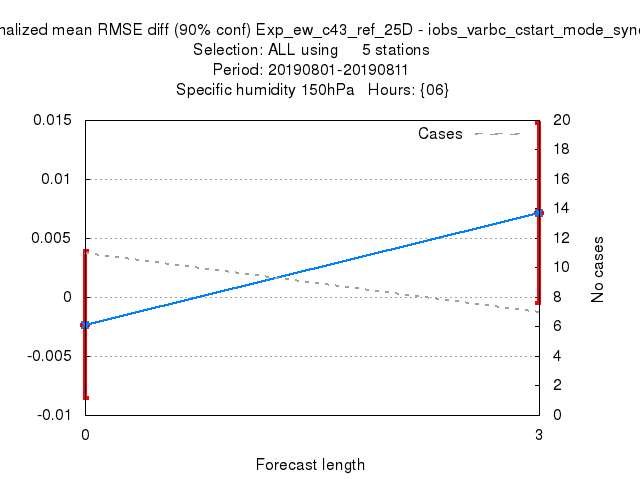 nalized mean RMSE diff (90% conf) Exp_ew_c43_ref_25D - iobs_varbc_cstart_mode_syn
Selection: ALL using 5 stations
Period: 20190801-20190811
Specific humidity 150hPa Hours: {06}
Cases
0.015
0.01
0.005
0
-0.005
-0.01
20
18
16
14
12
10
8
6
4
2
0
No cases
0
3
Forecast length